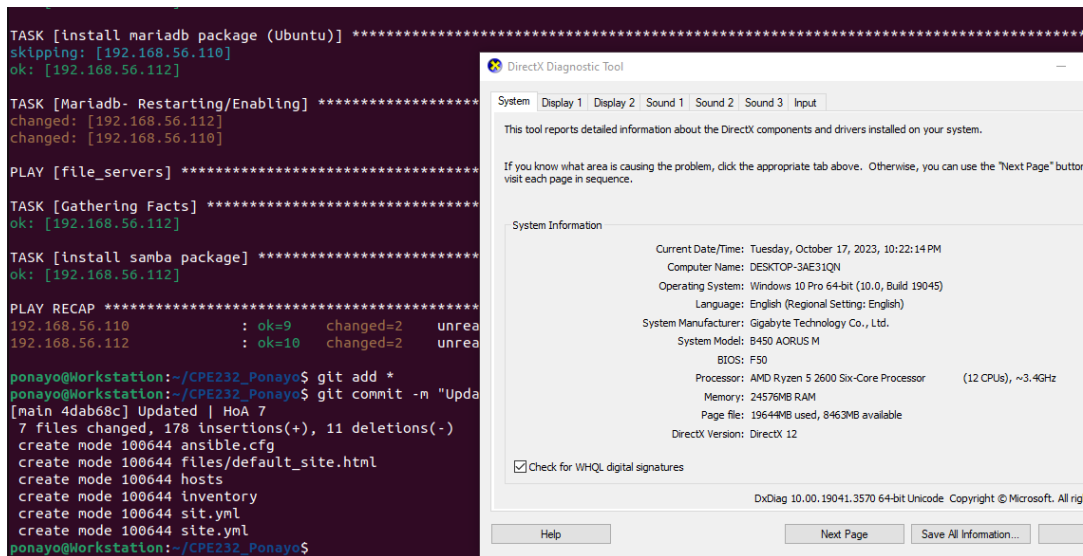 TASK [install mariadb package (Ubuntu)] **********************************************************************************
skipping: [192.168.56.110]
ok: [192.168.56.112]
TASK [Mariadb- Restarting/Enabling] *******************
changed: [192.168.56.112]
changed: [192.168.56.110]
PLAY [file_servers] ***********************************
TASK [Gathering Facts] ********************************
ok: [192.168.56.112]
TASK [install samba package] **************************
ok: [192.168.56.112]
PLAY RECAP ********************************************
192.168.56.110 : ok=9 changed=2 unrea
192.168.56.112 : ok=10 changed=2 unrea
ponayo@Workstation:~/CPE232_Ponayo$ git add *
ponayo@Workstation:~/CPE232_Ponayo$ git commit -m "Upda
[main 4dab68c] Updated | HoA 7
7 files changed, 178 insertions(+), 11 deletions(-)
create mode 100644 ansible.cfg
create mode 100644 files/default_site.html
create mode 100644 hosts
create mode 100644 inventory
create mode 100644 sit.yml
create mode 100644 site.yml
ponayo@Workstation:~/CPE232_Ponayo$
DirectX Diagnostic Tool
System Display 1 Display 2 Sound 1 Sound 2 Sound 3 Input
This tool reports detailed information about the DirectX components and drivers installed on your system.
If you know what area is causing the problem, click the appropriate tab above. Otherwise, you can use the "Next Page" button
visit each page in sequence.
System Information
Current Date/Time: Tuesday, October 17, 2023, 10:22:14 PM
Computer Name: DESKTOP-3AE31QN
Operating System: Windows 10 Pro 64-bit (10.0, Build 19045)
Language: English (Regional Setting: English)
System Manufacturer: Gigabyte Technology Co., Ltd.
System Model: B450 AORUS M
BIOS: F50
Processor: AMD Ryzen 5 2600 Six-Core Processor (12 CPUs), ~3.4GHz
Memory: 24576MB RAM
Page file: 19644MB used, 8463MB available
DirectX Version: DirectX 12
Check for WHQL digital signatures
DxDiag 10.00.19041.3570 64-bit Unicode Copyright © Microsoft. All rig
Help Next Page Save All Information...